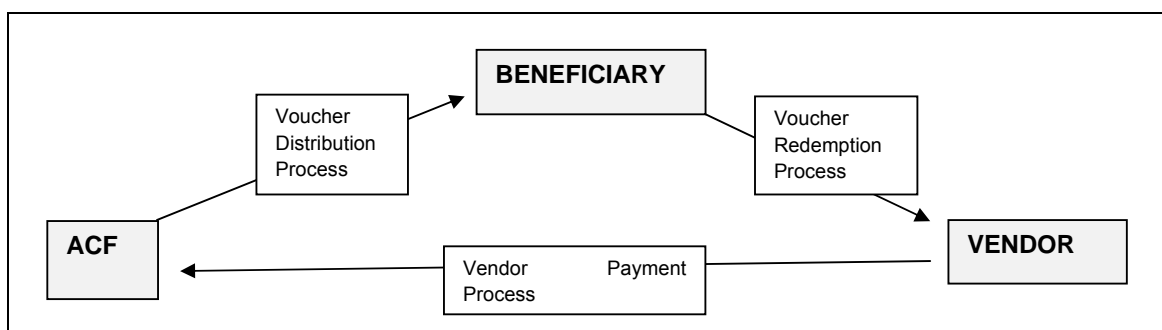 BENEFICIARY
Voucher
Distribution
Process
Voucher
Redemption
Process
ACF
VENDOR
Vendor Payment
Process